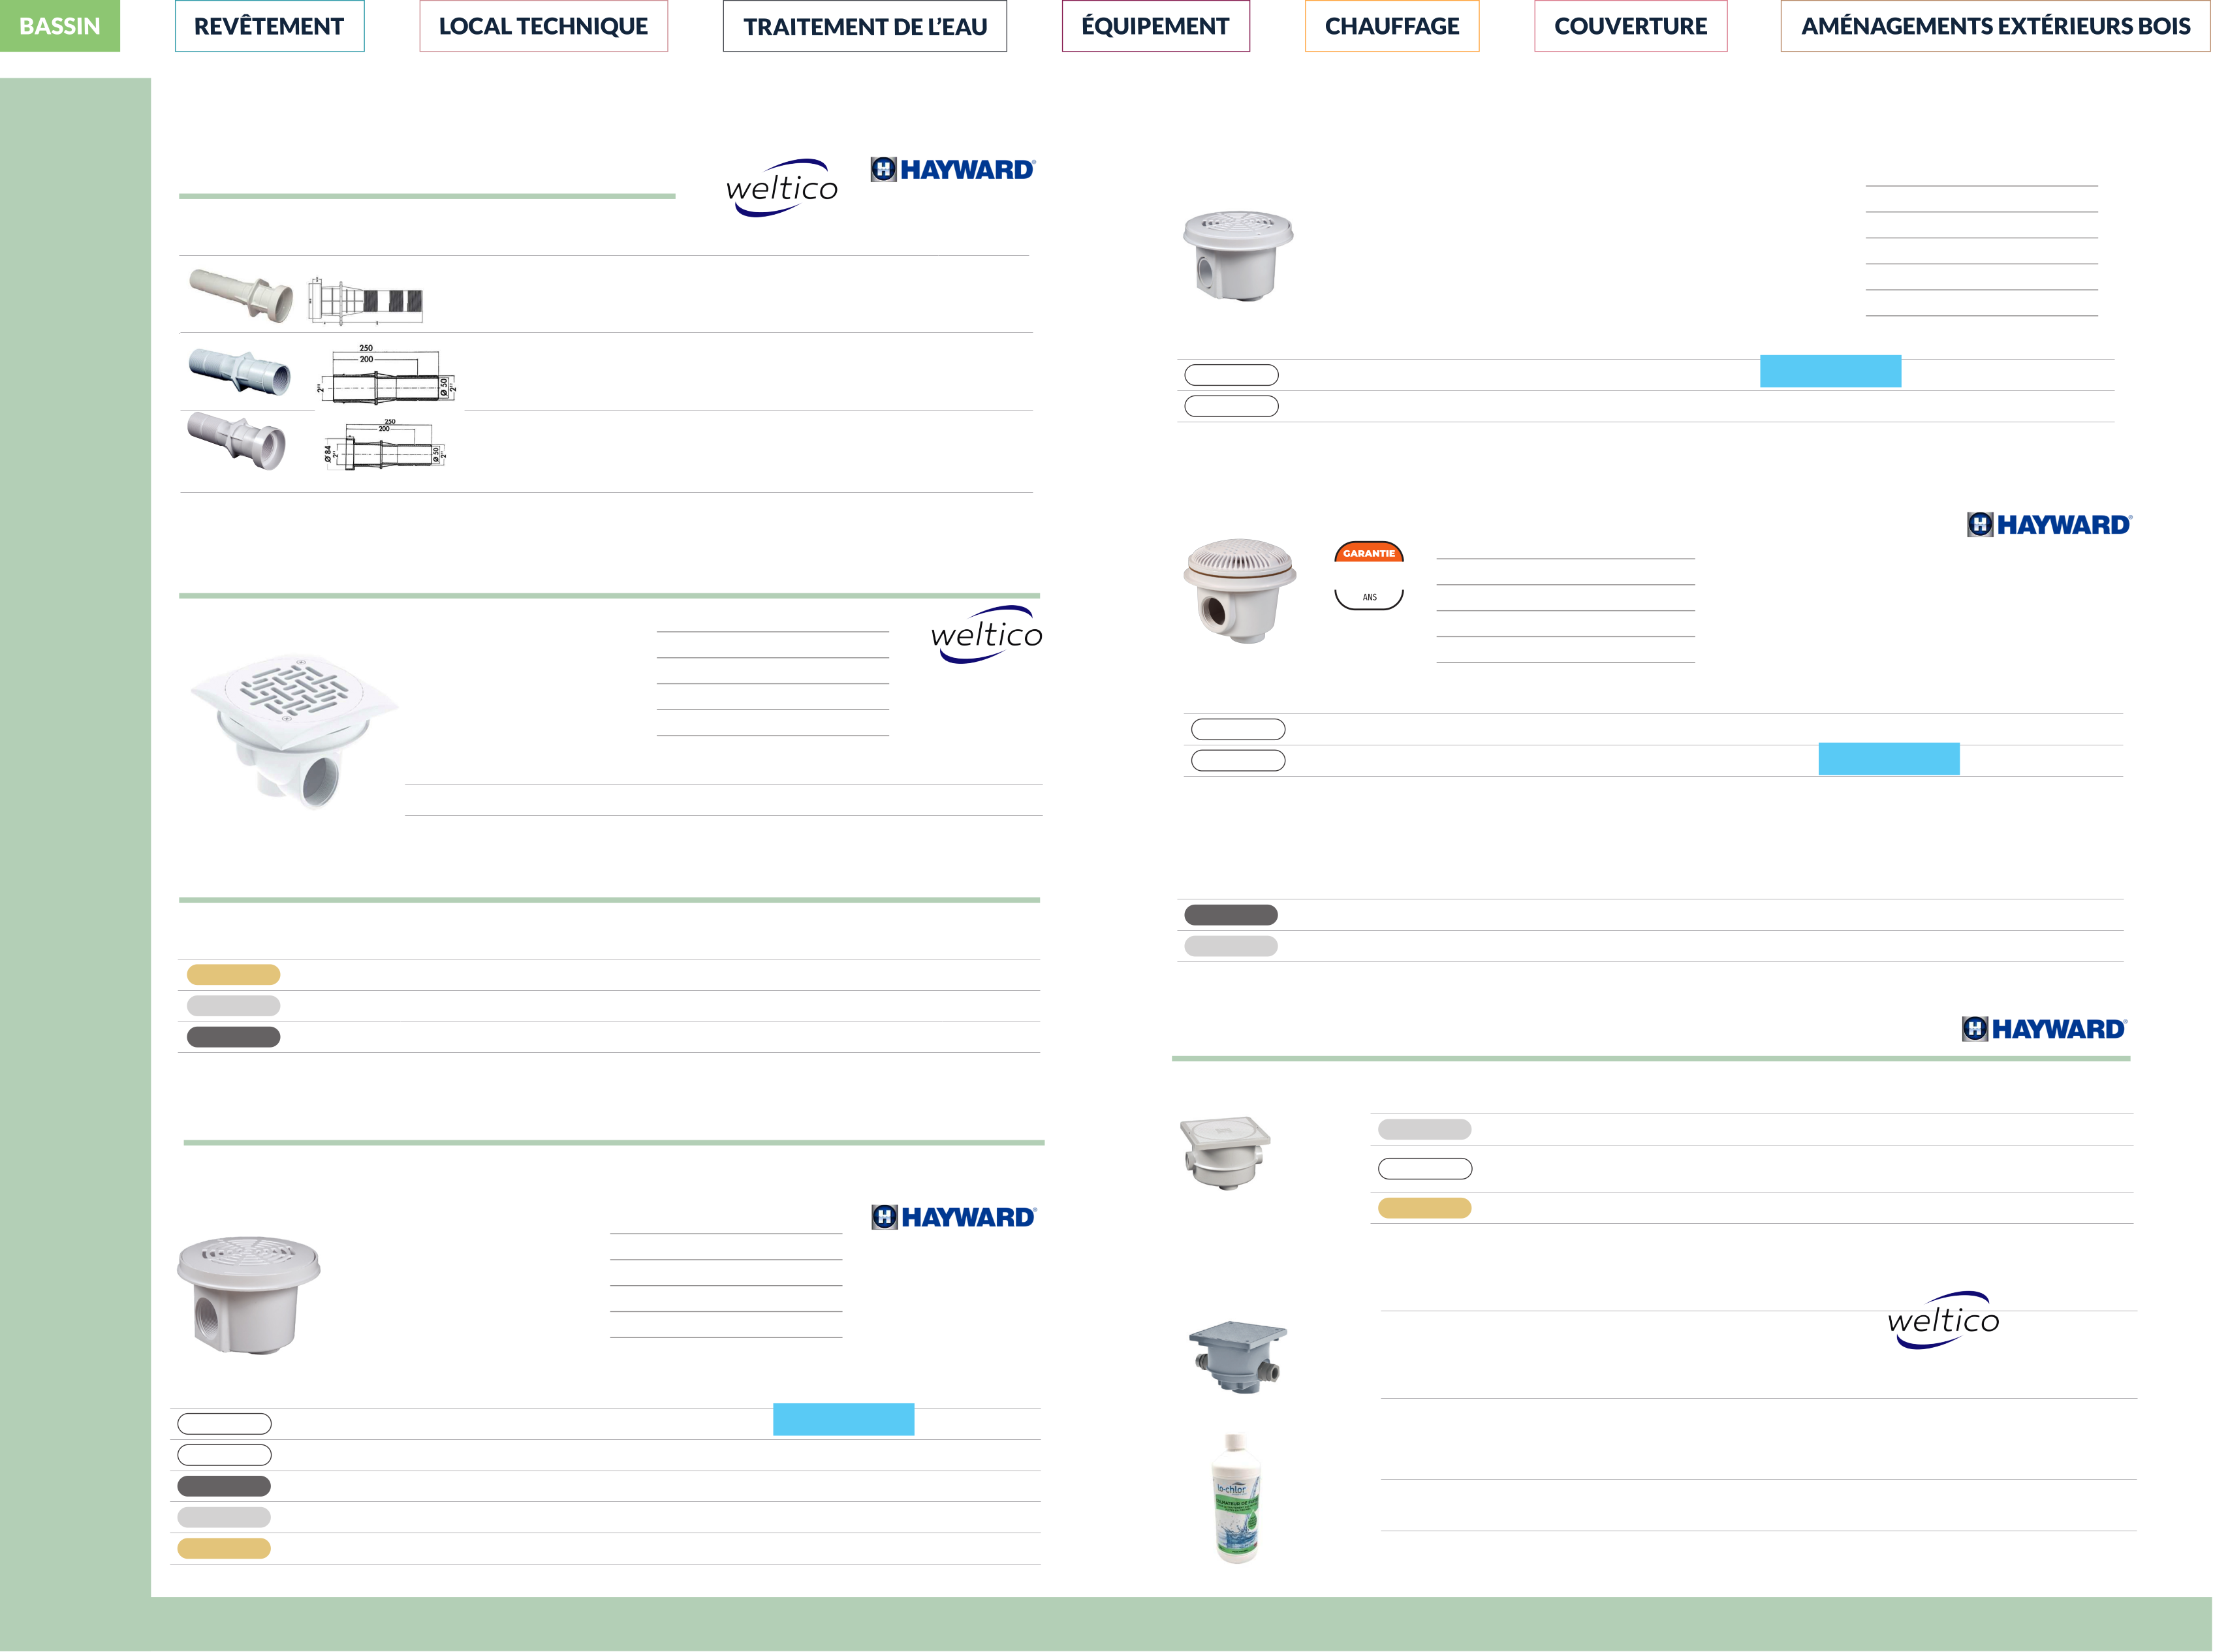 BASSIN
REVÊTEMENT
LOCAL TECHNIQUE
TRAITEMENT DE L’EAU
ÉQUIPEMENT
CHAUFFAGE
COUVERTURE
AMÉNAGEMENTS EXTÉRIEURS BOIS
weltico
HAYWARD®
250
200
2"
Ø 50
2"
250
200
Ø 84
2"
Ø 50
2"
weltico
HAYWARD®
HAYWARD®
GARANTIE
ANS
HAYWARD®
weltico
lo-chlor